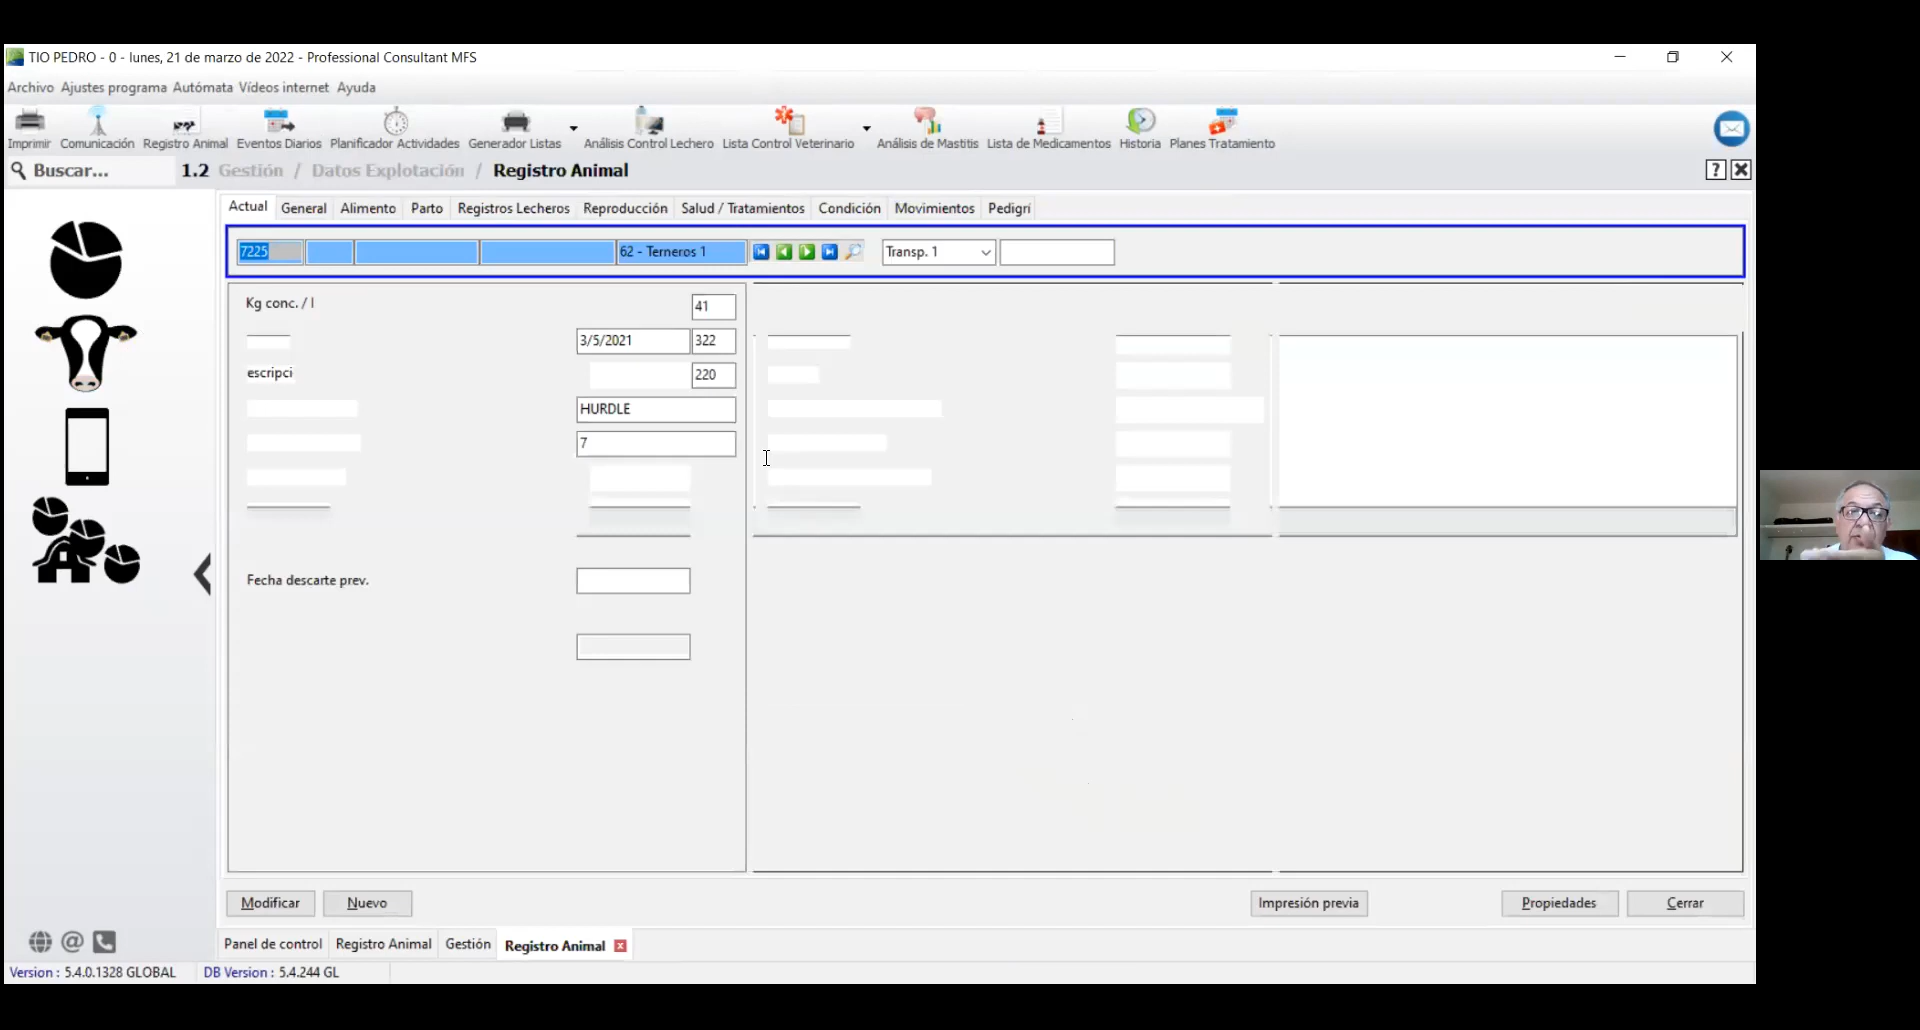 TIO PEDRO - 0 - lunes, 21 de marzo de 2022 - Professional Consultant MFS
Archivo Ajustes programa Autómata Vídeos internet Ayuda
Imprimir Comunicación Registro Animal Eventos Diarios Planificador Actividades Generador Listas Análisis Control Lechero Lista Control Veterinario Análisis de Mastitis Lista de Medicamentos Historia Planes Tratamiento
Buscar... 1.2 Gestión / Datos Explotación / Registro Animal ?
Actual General Alimento Parto Registros Lecheros Reproducción Salud / Tratamientos Condición Movimientos Pedigrí
7225 62 - Terneros 1 Transp. 1
Kg conc. / l 41
3/5/2021 322
escripci 220
HURDLE
7
Fecha descarte prev.
Modificar Nuevo Impresión previa Propiedades Cerrar
Panel de control Registro Animal Gestión Registro Animal
Version : 5.4.0.1328 GLOBAL DB Version : 5.4.244 GL